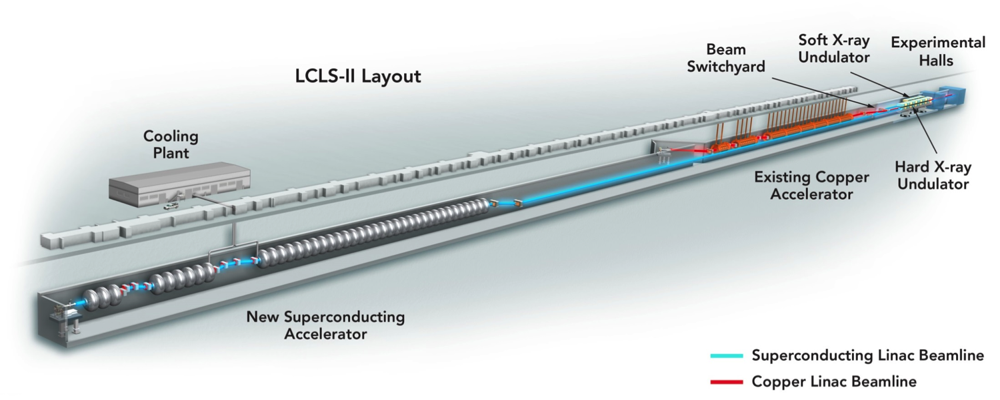 LCLS-II Layout
Cooling
Plant
Beam
Switchyard
Soft X-ray
Undulator
Experimental
Halls
Hard X-ray
Undulator
Existing Copper
Accelerator
New Superconducting
Accelerator
Superconducting Linac Beamline
Copper Linac Beamline